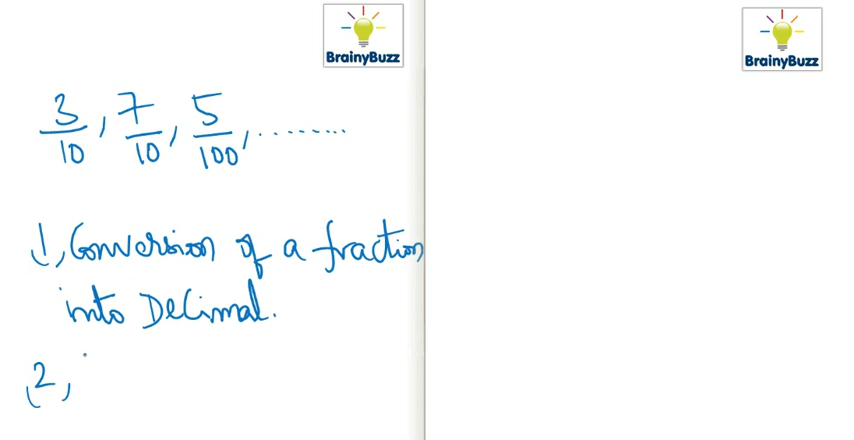 BrainyBuzz
BrainyBuzz
3/10, 7/10, 5/100, .........
1, Conversion of a fraction
into Decimal.
2,